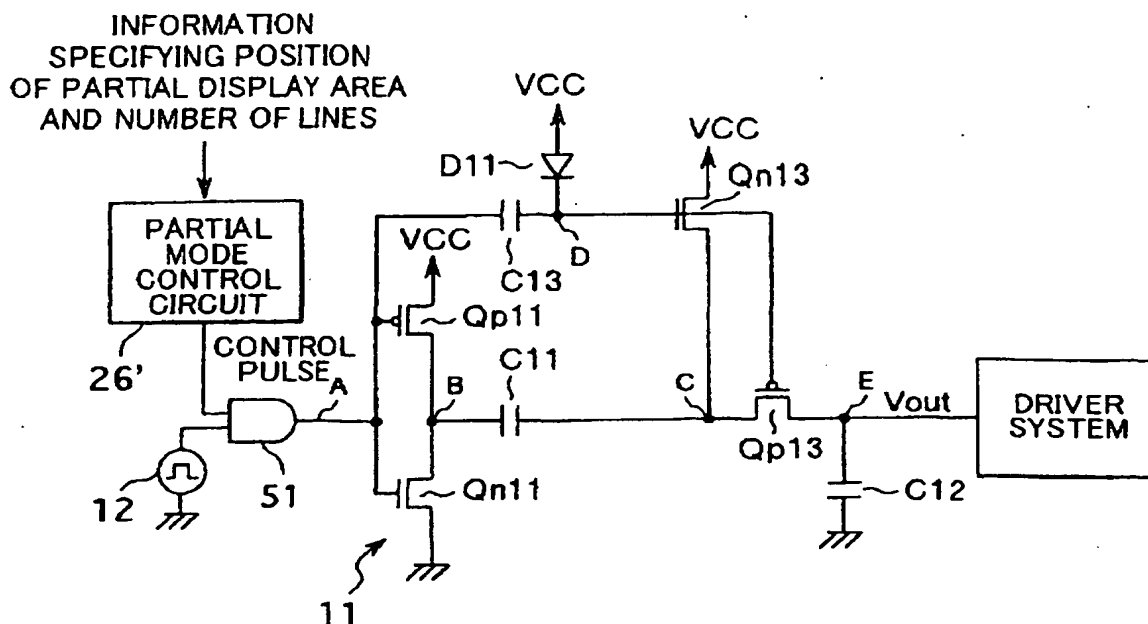 INFORMATION
SPECIFYING POSITION
OF PARTIAL DISPLAY AREA
AND NUMBER OF LINES
PARTIAL
MODE
CONTROL
CIRCUIT
26'
CONTROL
PULSE
A
12
51
VCC
D11
D
C13
VCC
Qn13
VCC
Qp11
B
C11
Qn11
11
C
Qp13
E
Vout
C12
DRIVER
SYSTEM